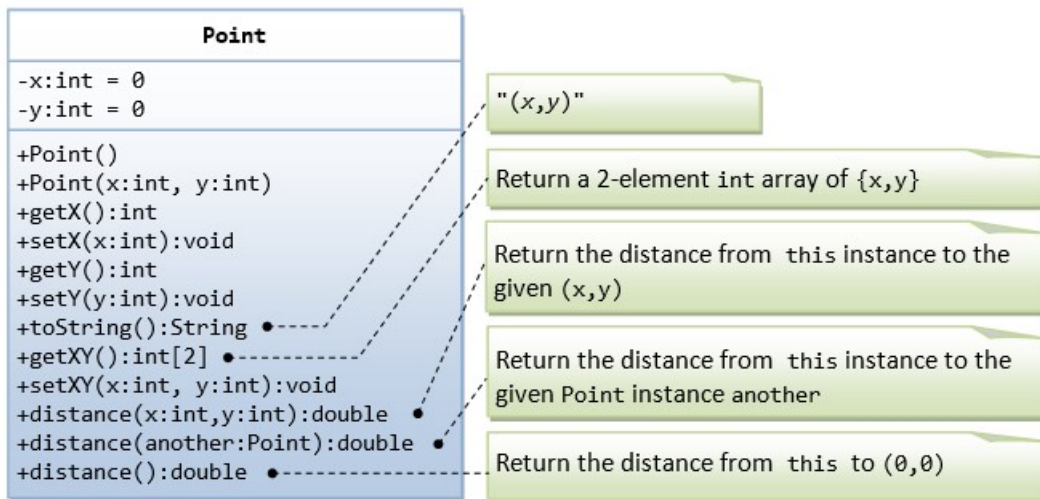 Point
-x:int = 0
-y:int = 0
+Point()
+Point(x:int, y:int)
+getX():int
+setX(x:int):void
+getY():int
+setY(y:int):void
+toString():String
+getXY():int[2]
+setXY(x:int, y:int):void
+distance(x:int,y:int):double
+distance(another:Point):double
+distance():double
"(x,y)"
Return a 2-element int array of {x,y}
Return the distance from this instance to the
given (x,y)
Return the distance from this instance to the
given Point instance another
Return the distance from this to (0,0)